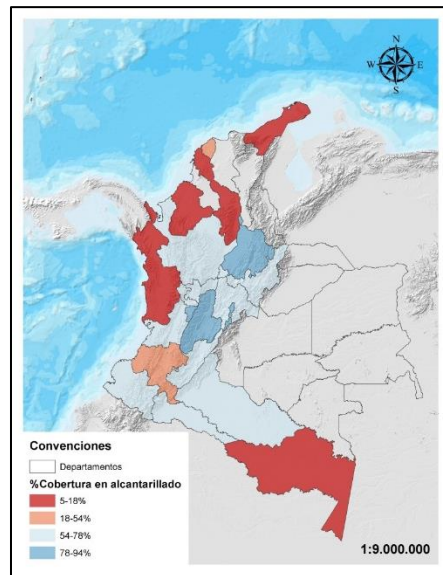 N
W E
S
Convenciones
Departamentos
%Cobertura en alcantarillado
5-18%
18-54%
54-78%
78-94%
1:9.000.000